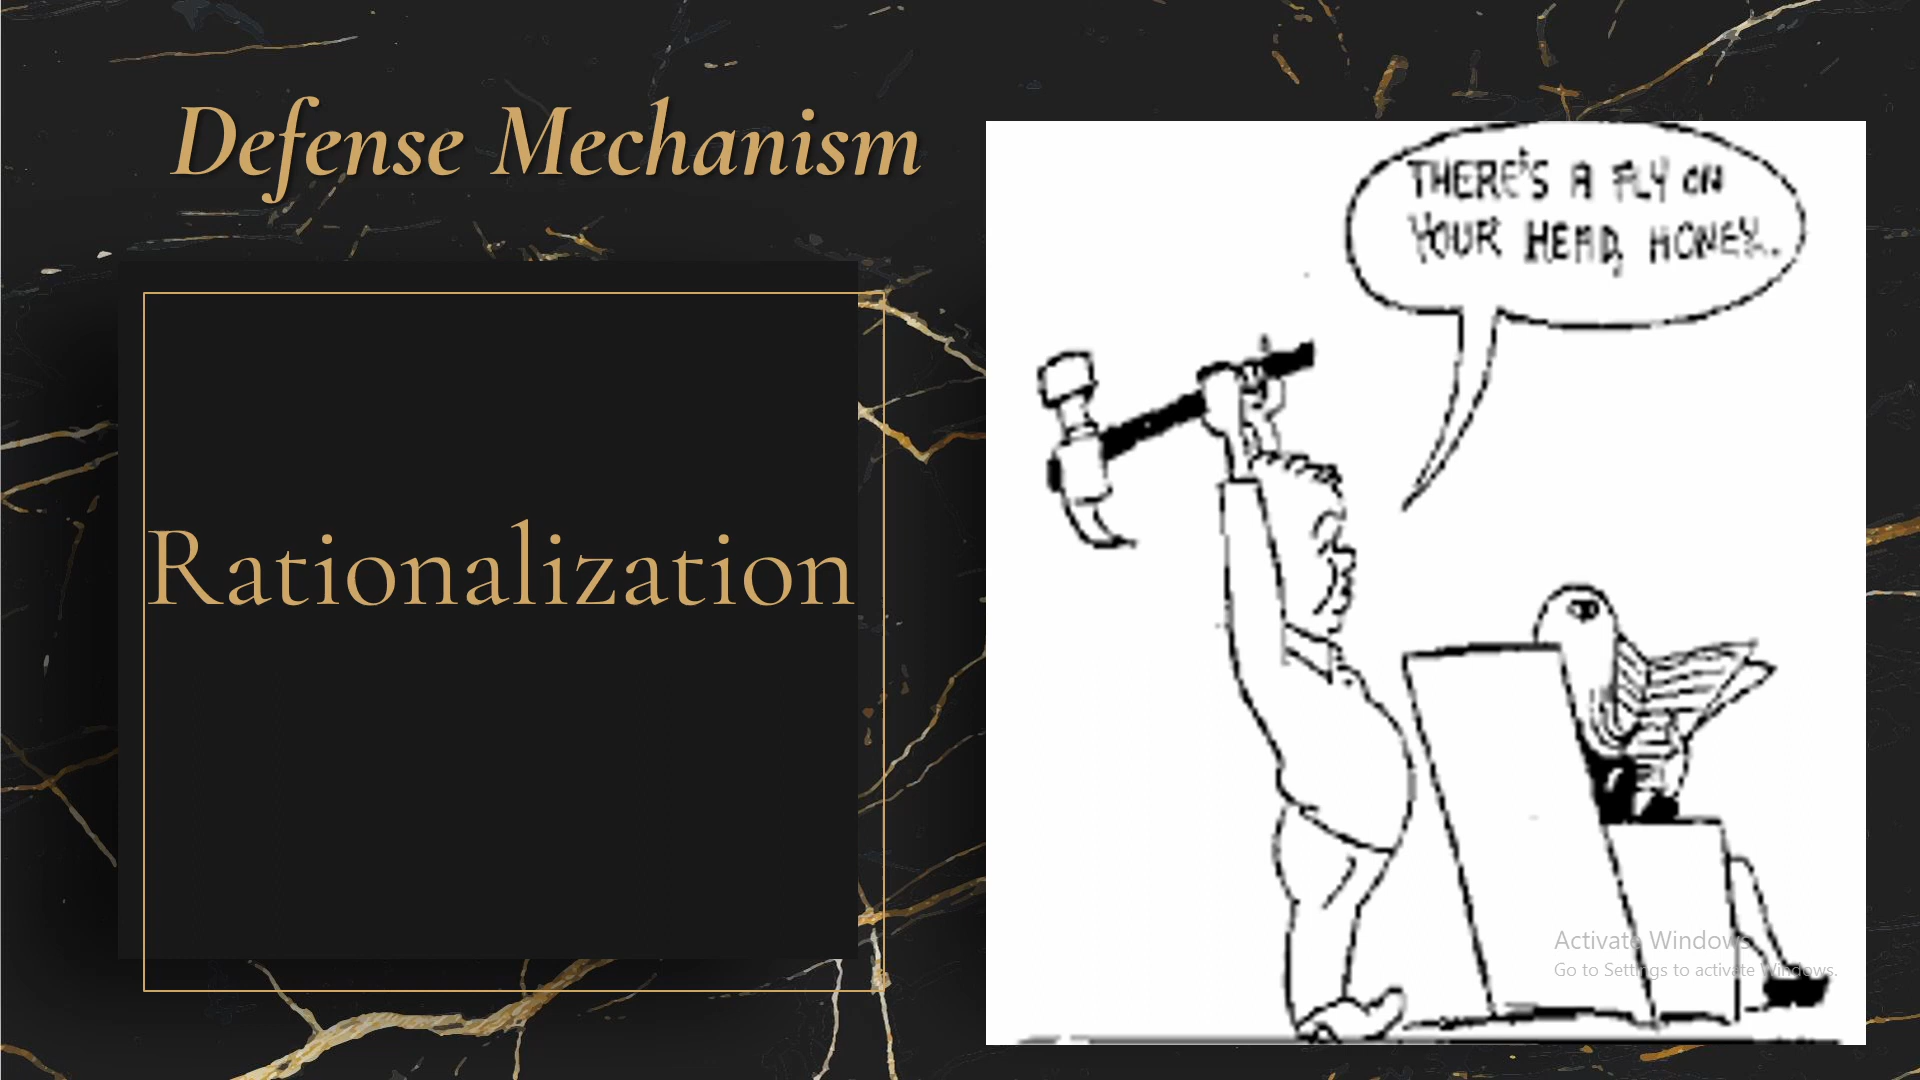 Defense Mechanism
Rationalization
THERE'S A FLY ON
YOUR HEAD, HONEY..
Activate Windows
Go to Settings to activate Windows.